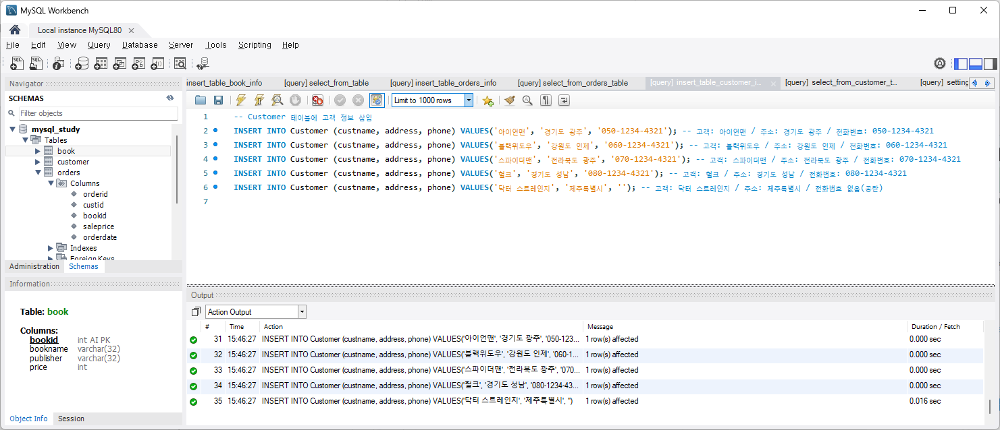 MySQL Workbench
Local instance MySQL80
File Edit View Query Database Server Tools Scripting Help
Navigator
SCHEMAS
Filter objects
mysql_study
Tables
book
customer
orders
Columns
orderid
custid
bookid
saleprice
orderdate
Indexes
Foreign Keys
Administration Schemas
Information
Table: book
Columns:
bookid int AI PK
bookname varchar(32)
publisher varchar(32)
price int
Object Info Session
insert_table_book_info [query] select_from_table [query] insert_table_orders_info [query] select_from_orders_table [query] insert_table_customer_i... [query] select_from_customer_t... [query] setting
Limit to 1000 rows
1 -- Customer 테이블에 고객 정보 삽입
2 INSERT INTO Customer (custname, address, phone) VALUES('아이언맨', '경기도 광주', '050-1234-4321'); -- 고객: 아이언맨 / 주소: 경기도 광주 / 전화번호: 050-1234-4321
3 INSERT INTO Customer (custname, address, phone) VALUES('블랙위도우', '강원도 인제', '060-1234-4321'); -- 고객: 블랙위도우 / 주소: 강원도 인제 / 전화번호: 060-1234-4321
4 INSERT INTO Customer (custname, address, phone) VALUES('스파이더맨', '전라북도 광주', '070-1234-4321'); -- 고객: 스파이더맨 / 주소: 전라북도 광주 / 전화번호: 070-1234-4321
5 INSERT INTO Customer (custname, address, phone) VALUES('헐크', '경기도 성남', '080-1234-4321'); -- 고객: 헐크 / 주소: 경기도 성남 / 전화번호: 080-1234-4321
6 INSERT INTO Customer (custname, address, phone) VALUES('닥터 스트레인지', '제주특별시', ''); -- 고객: 닥터 스트레인지 / 주소: 제주특별시 / 전화번호 없음(공란)
7
Output
Action Output
# Time Action Message Duration / Fetch
31 15:46:27 INSERT INTO Customer (custname, address, phone) VALUES('아이언맨', '경기도 광주', '050-123... 1 row(s) affected 0.000 sec
32 15:46:27 INSERT INTO Customer (custname, address, phone) VALUES('블랙위도우', '강원도 인제', '060-1... 1 row(s) affected 0.000 sec
33 15:46:27 INSERT INTO Customer (custname, address, phone) VALUES('스파이더맨', '전라북도 광주', '070... 1 row(s) affected 0.000 sec
34 15:46:27 INSERT INTO Customer (custname, address, phone) VALUES('헐크', '경기도 성남', '080-1234-43... 1 row(s) affected 0.000 sec
35 15:46:27 INSERT INTO Customer (custname, address, phone) VALUES('닥터 스트레인지', '제주특별시', '') 1 row(s) affected 0.016 sec